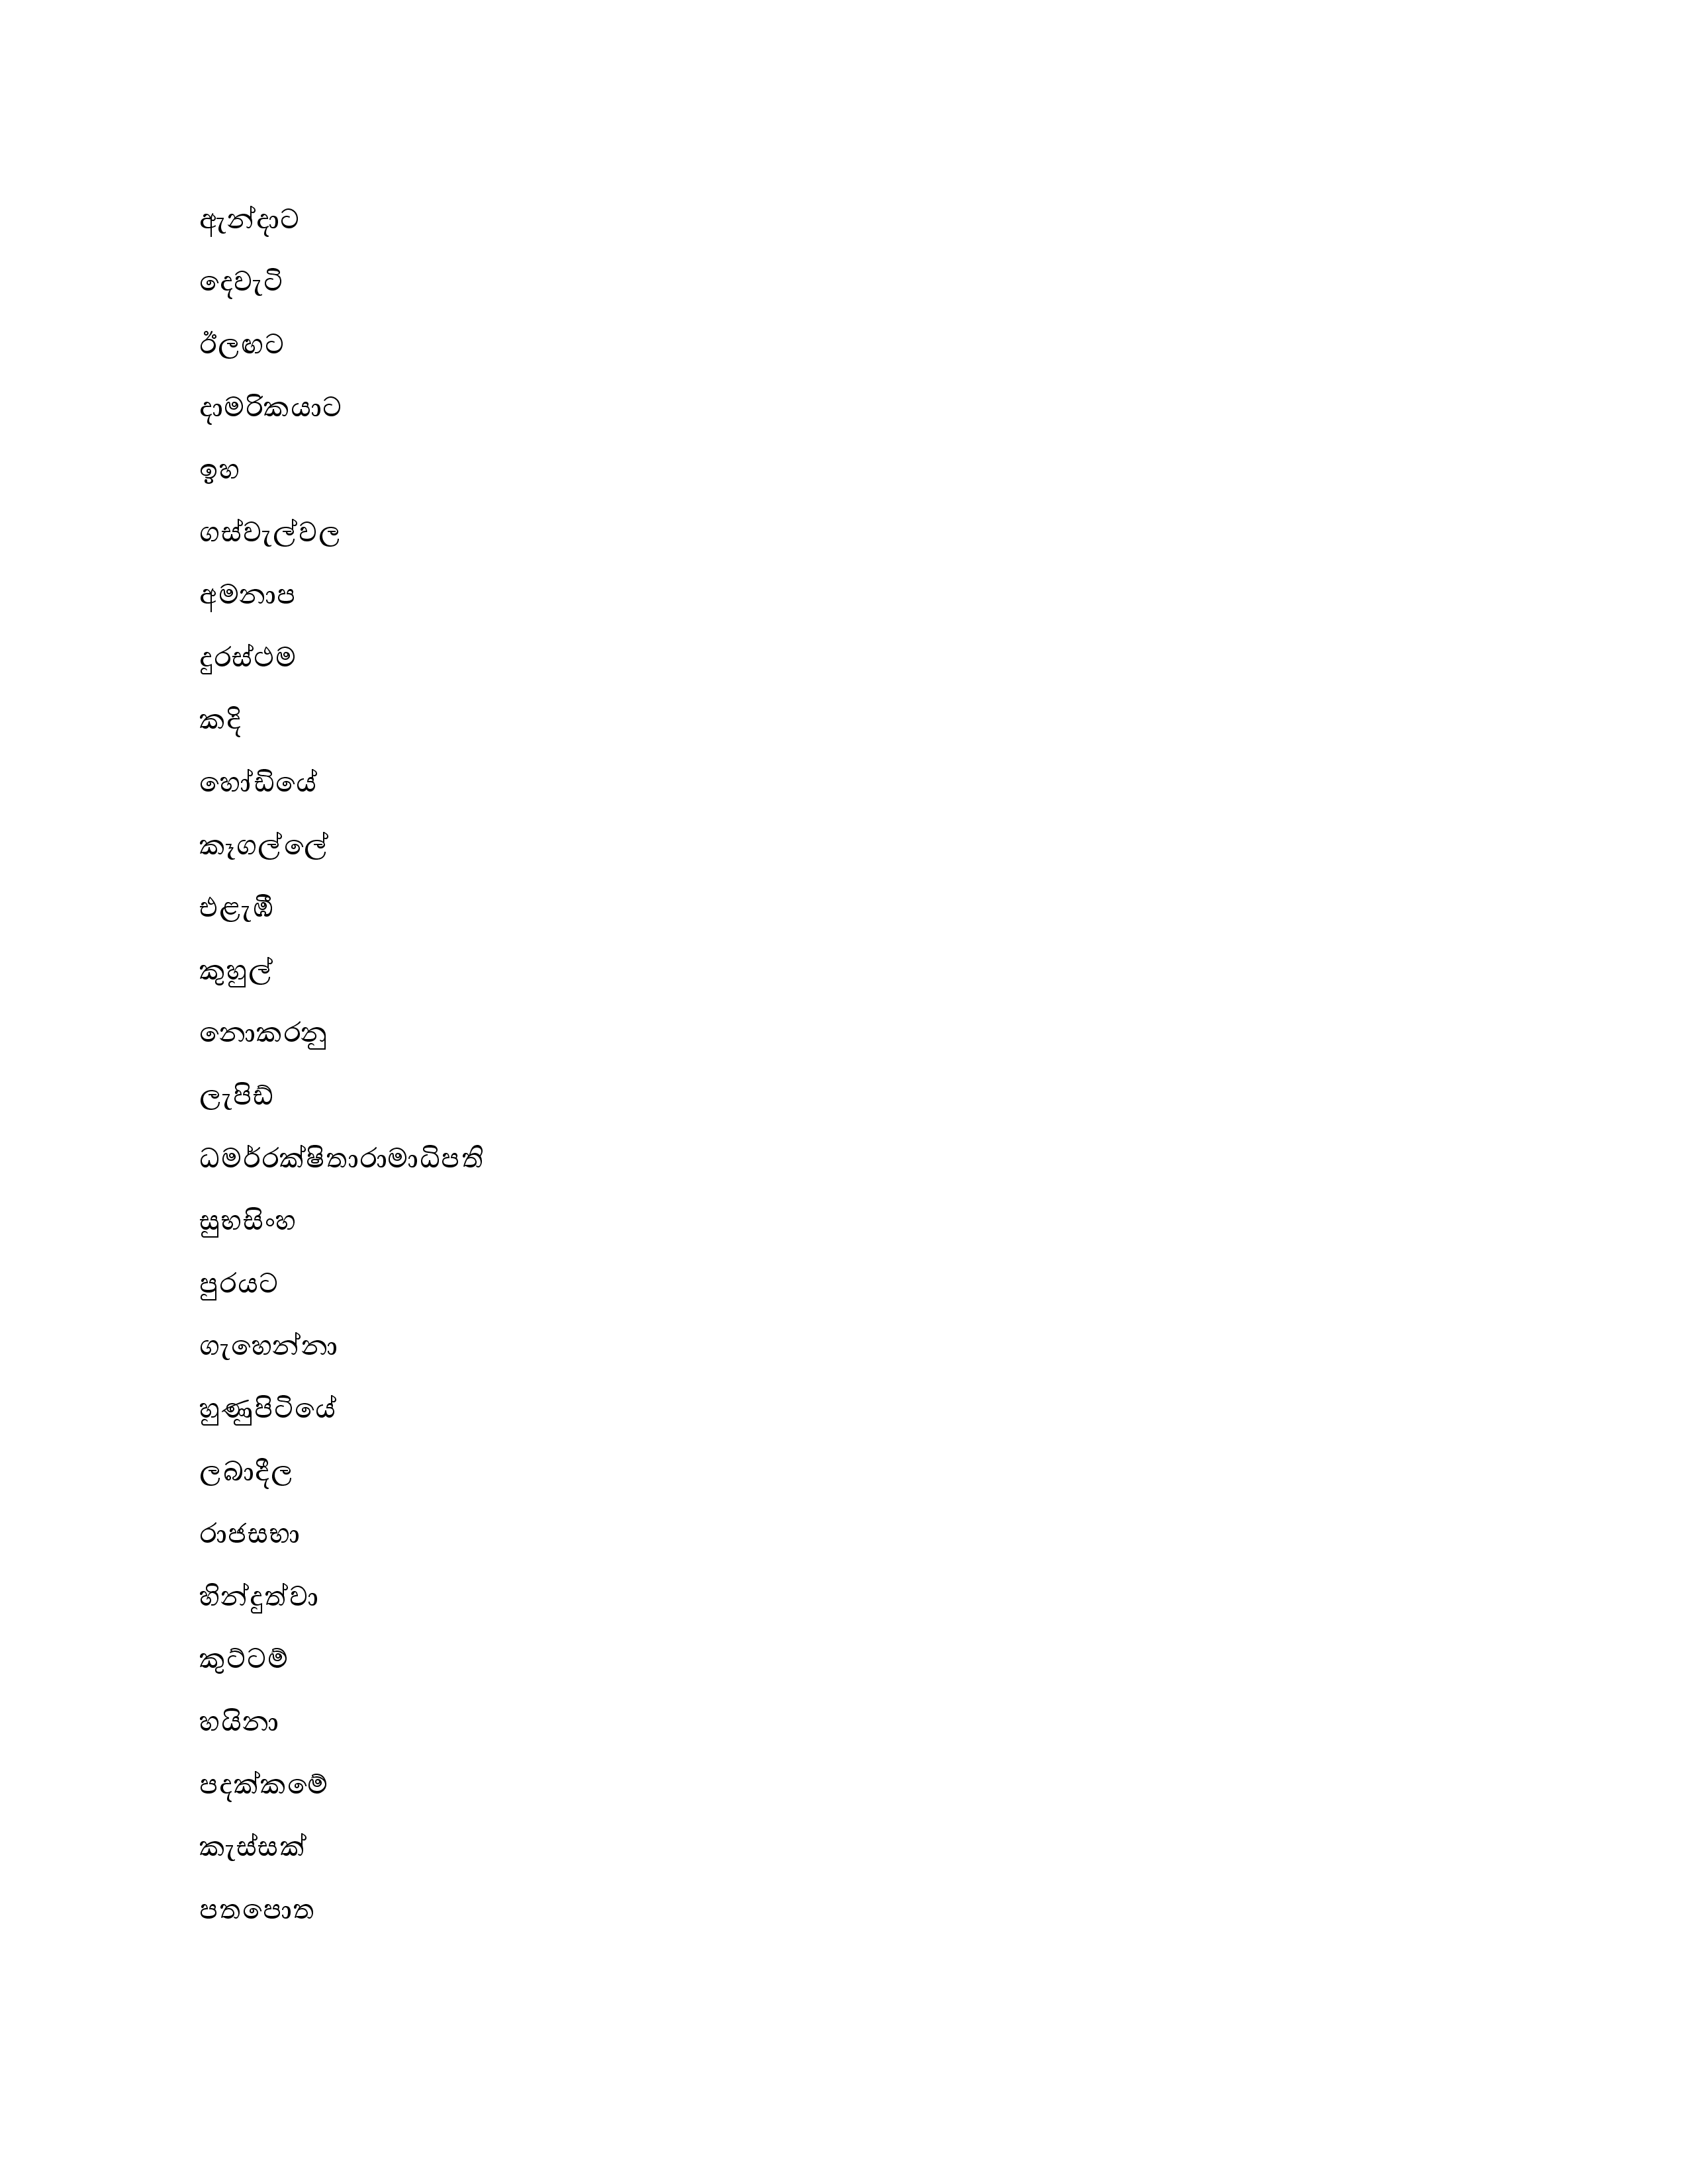 ඇන්දාට
දෙවැටි
ඊලඟට
දාමරිකයාට
ඉහ
ගස්වැල්වල
අමනාප
දුරස්ථම
කදි
හෝඩියේ
කෑගල්ලේ
එළැඹී
කුහුල්
නොකරනු
ලැපිඩ්
ධමර්රක්ෂිතාරාමාධිපති
සුභසිංහ
පුරයට
ගැහෙන්නා
හුණුපිටියේ
ලබාදීල
රාජසභා
හින්දුත්වා
කුට්ටම්
හයිනා
පදක්කමේ
කැස්සක්
පතපොත